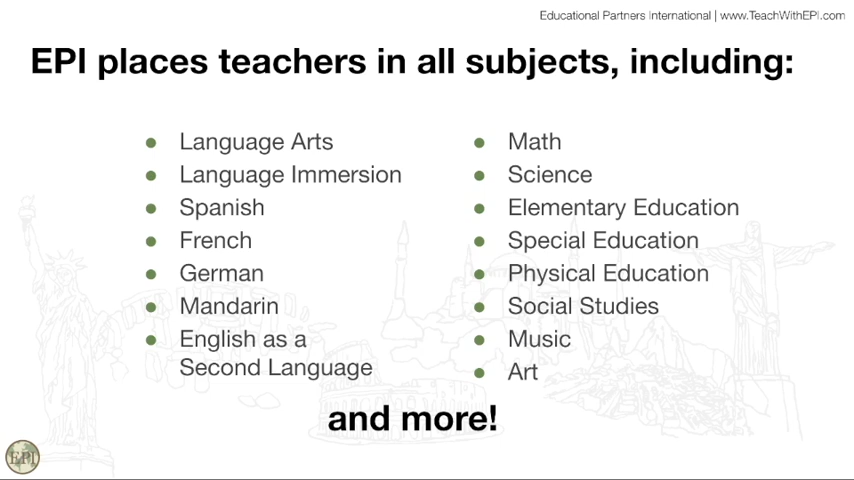 Educational Partners International | www.TeachWithEPI.com
EPI places teachers in all subjects, including:
Language Arts
Language Immersion
Spanish
French
German
Mandarin
English as a
Second Language
Math
Science
Elementary Education
Special Education
Physical Education
Social Studies
Music
Art
and more!
EPI